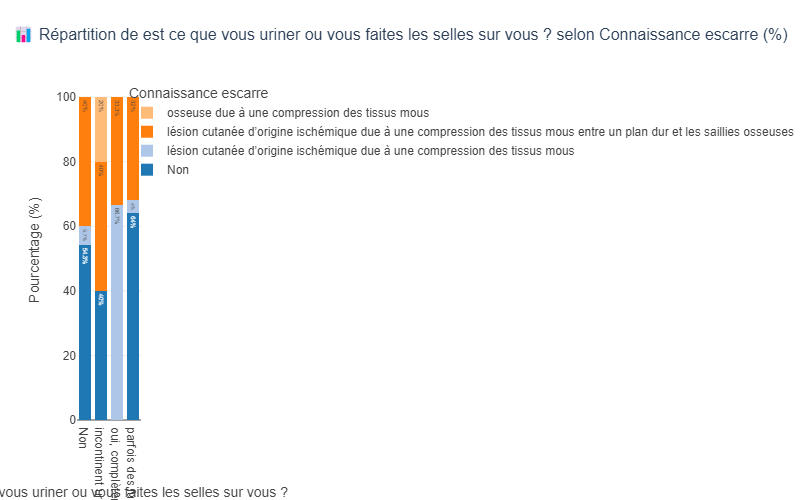 📊 Répartition de est ce que vous uriner ou vous faites les selles sur vous ? selon Connaissance escarre (%)
Connaissance escarre
osseuse due à une compression des tissus mous
lésion cutanée d'origine ischémique due à une compression des tissus mous entre un plan dur et les saillies osseuses
lésion cutanée d'origine ischémique due à une compression des tissus mous
Non
Pourcentage (%)
100
80
60
40
20
0
40%
20%
33.3%
32%
40%
66.7%
4%
64%
54.3%
40%
Non
incontinent
oui,
parfois des
vous uriner ou vous faites les selles sur vous ?